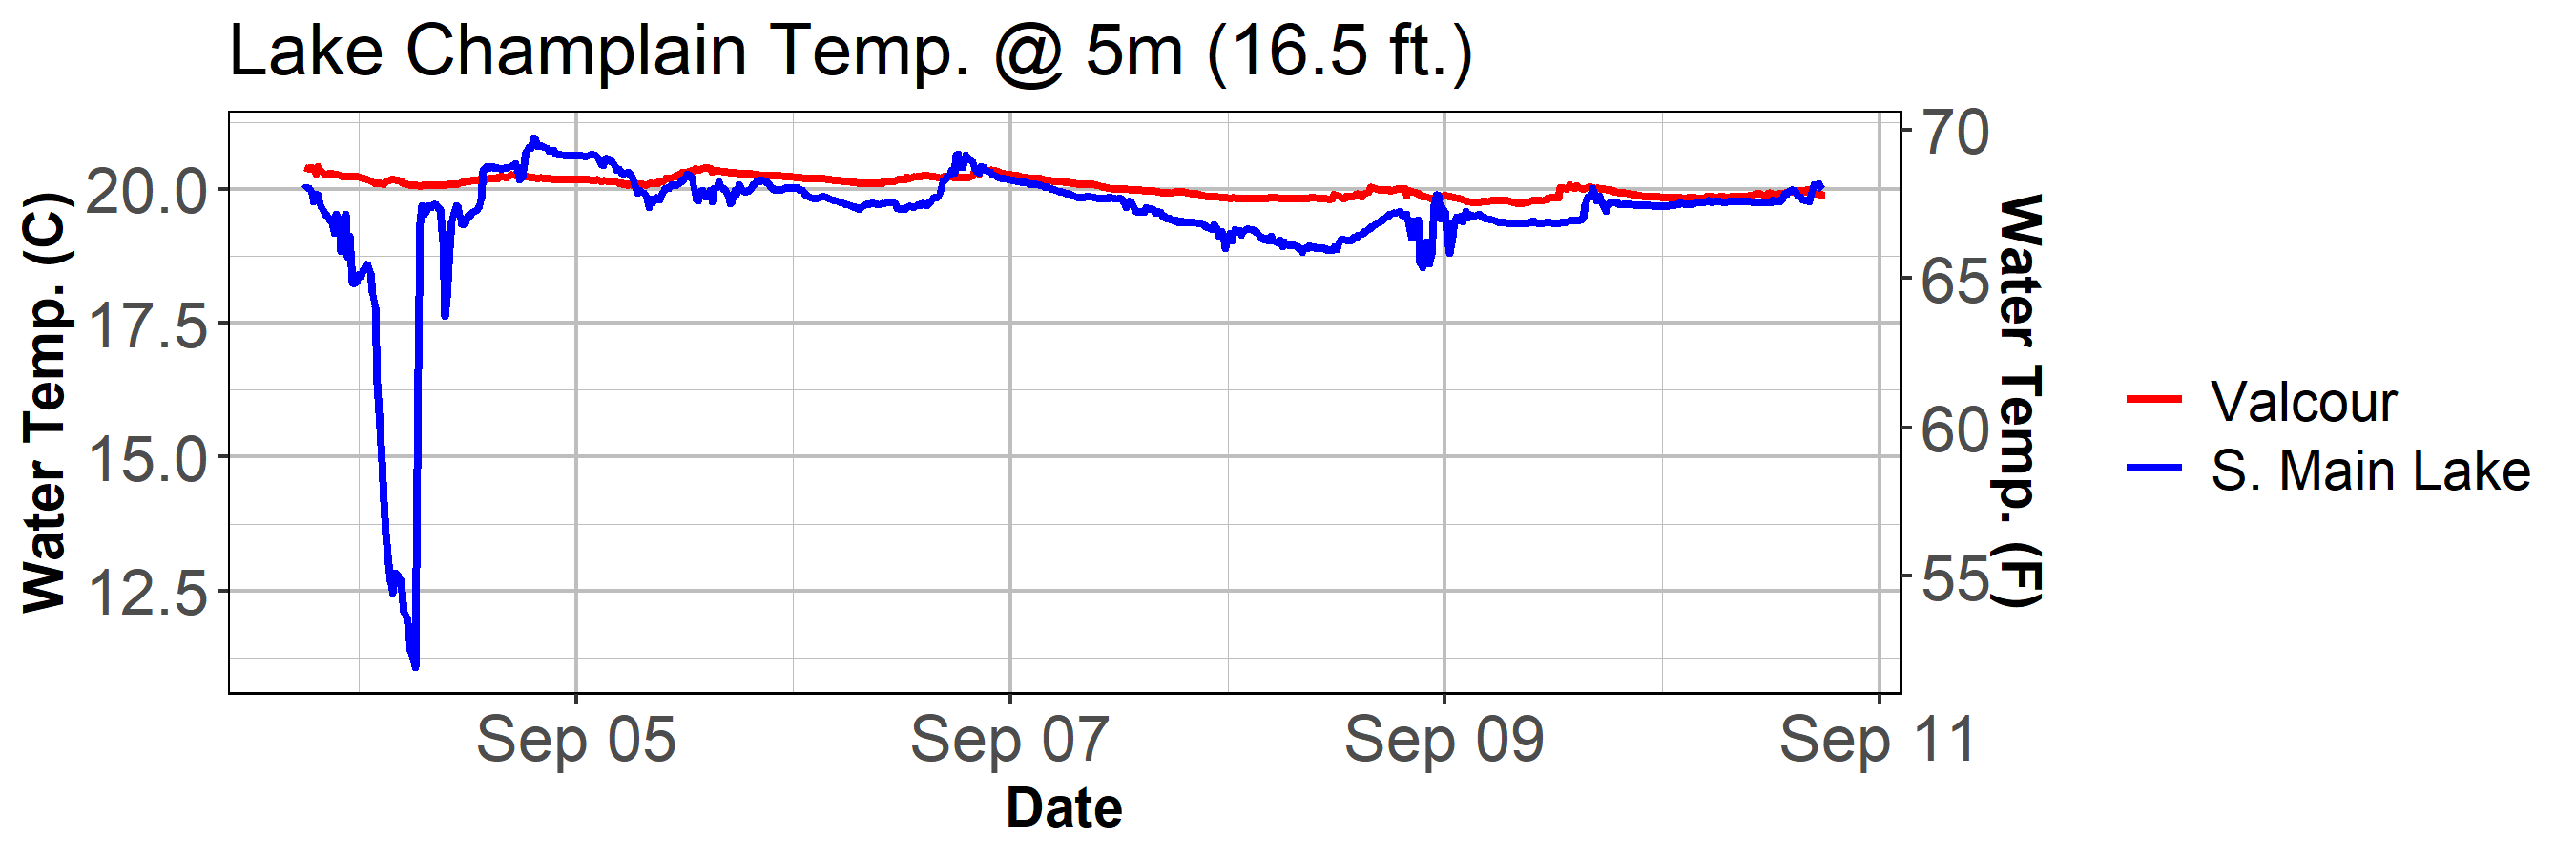 Lake Champlain Temp. @ 5m (16.5 ft.)
Water Temp. (C)
20.0
17.5
15.0
12.5
70
65
60
55
Water Temp. (F)
Sep 05
Sep 07
Sep 09
Sep 11
Date
Valcour
S. Main Lake